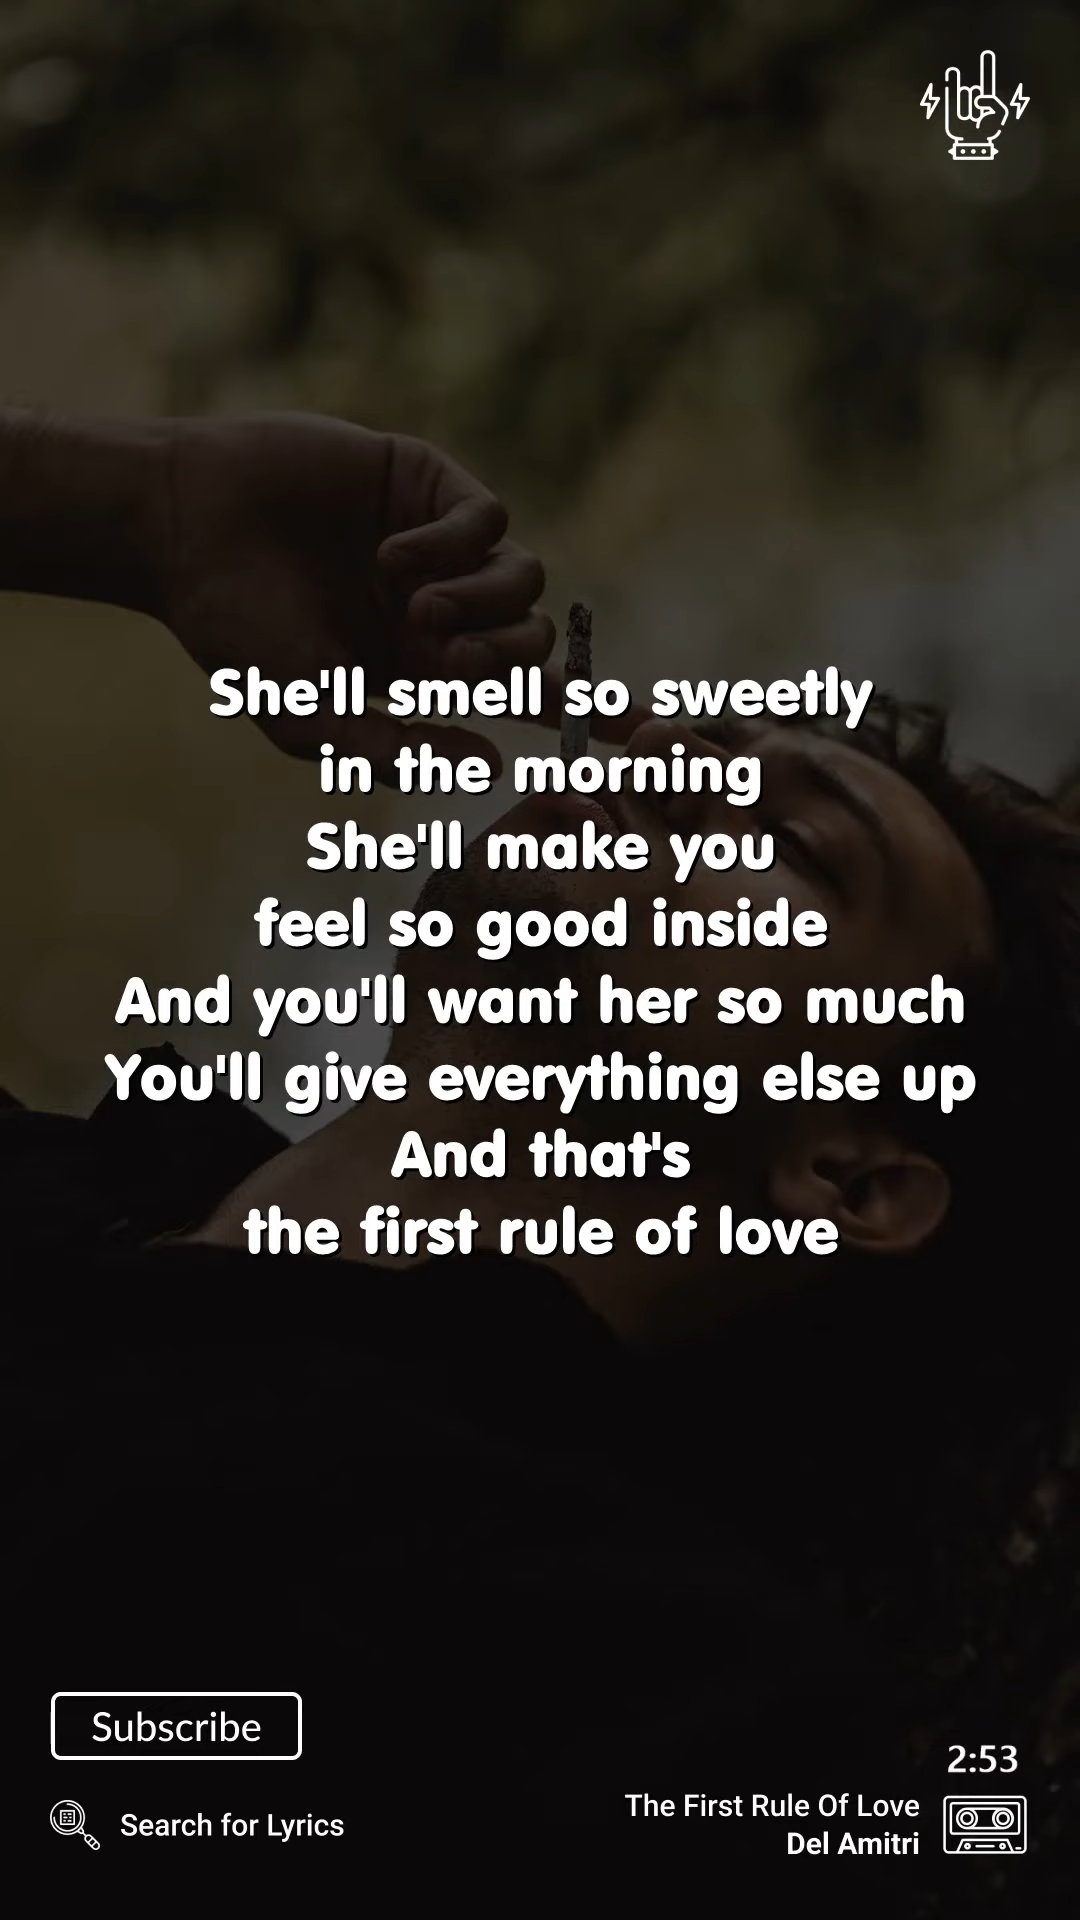 She'll smell so sweetly
in the morning
She'll make you
feel so good inside
And you'll want her so much
You'll give everything else up
And that's
the first rule of love
Subscribe
2:53
Search for Lyrics
The First Rule Of Love
Del Amitri